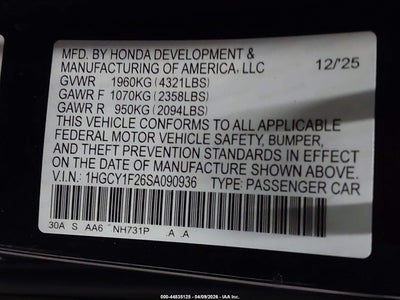 MFD. BY HONDA DEVELOPMENT &
MANUFACTURING OF AMERICA, LLC 12/'25
GVWR 1960KG (4321LBS)
GAWR F 1070KG (2358LBS)
GAWR R 950KG (2094LBS)
THIS VEHICLE CONFORMS TO ALL APPLICABLE
FEDERAL MOTOR VEHICLE SAFETY, BUMPER,
AND THEFT PREVENTION STANDARDS IN EFFECT
ON THE DATE OF MANUFACTURE SHOWN ABOVE.
V.I.N.: 1HGCY1F26SA090936 TYPE: PASSENGER CAR
30A S AA6 NH731P .A .A
000-44835125 - 04/09/2026 - IAA Inc.